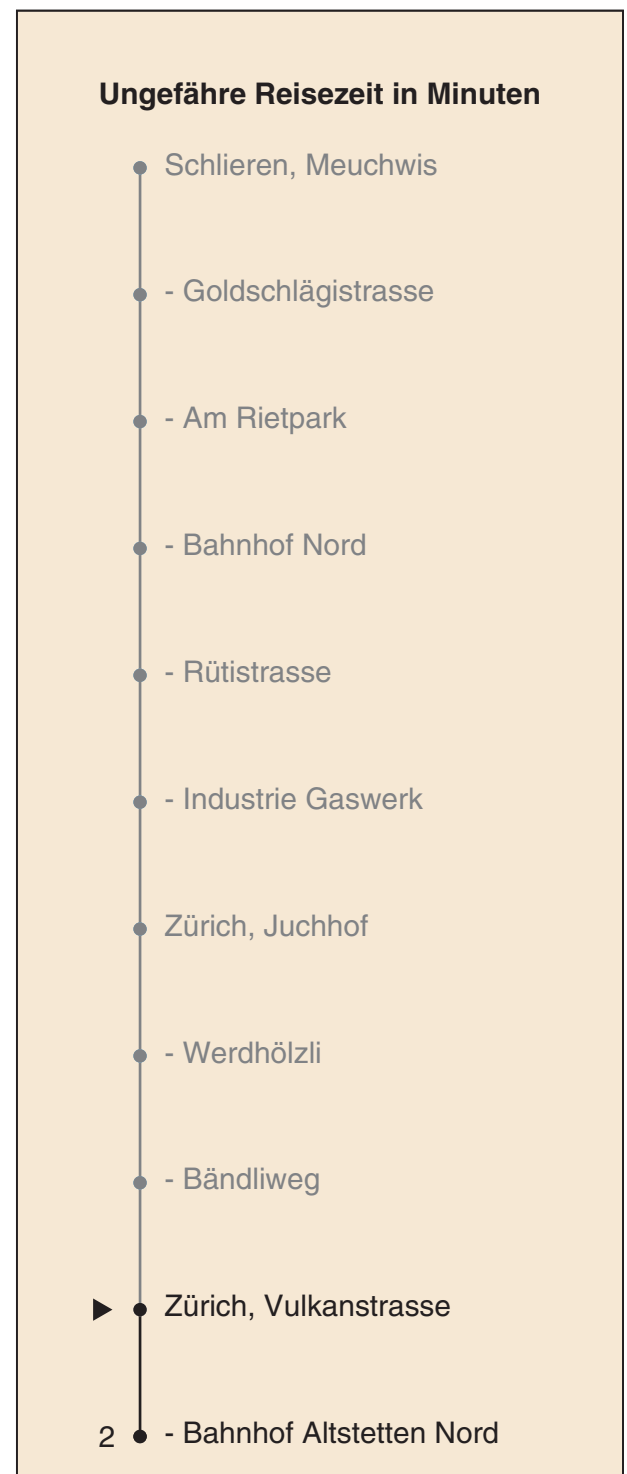 Ungefähre Reisezeit in Minuten
Schlieren, Meuchwis
- Goldschlägistrasse
- Am Rietpark
- Bahnhof Nord
- Rütistrasse
- Industrie Gaswerk
Zürich, Juchhof
- Werdhölzli
- Bändliweg
Zürich, Vulkanstrasse
2 - Bahnhof Altstetten Nord